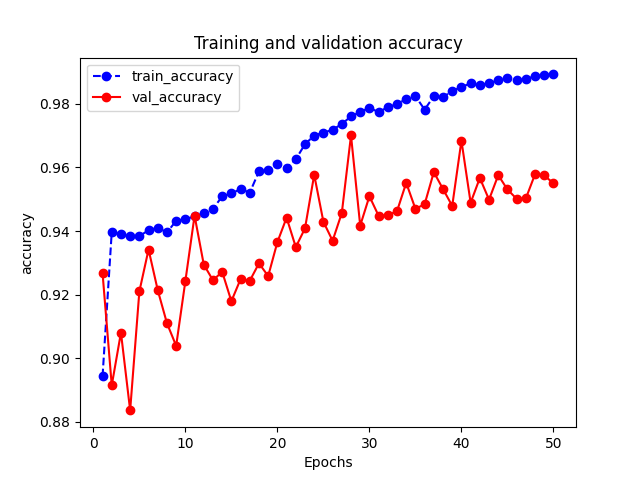 Training and validation accuracy
train_accuracy
val_accuracy
accuracy
0.98
0.96
0.94
0.92
0.90
0.88
0 10 20 30 40 50
Epochs